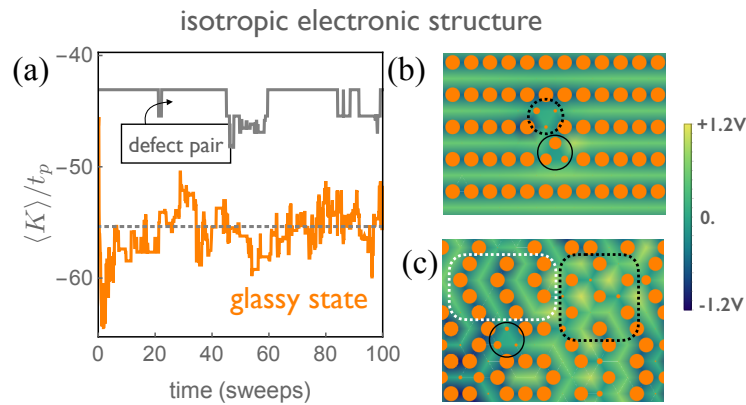 isotropic electronic structure
(a)
⟨K⟩/t_p
−40
−50
−60
defect pair
glassy state
0 20 40 60 80 100
time (sweeps)
(b)
(c)
+1.2V
0.
-1.2V